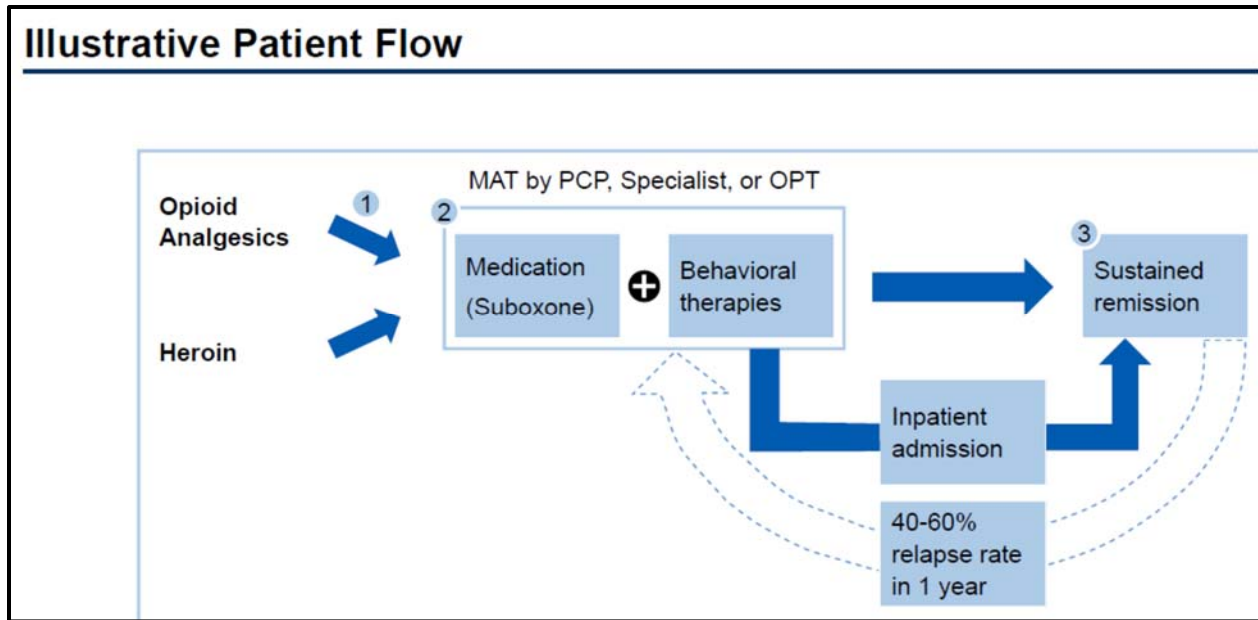 Illustrative Patient Flow
MAT by PCP, Specialist, or OPT
Opioid
Analgesics
1
2
Medication
(Suboxone)
Behavioral
therapies
3
Sustained
remission
Heroin
Inpatient
admission
40-60%
relapse rate
in 1 year